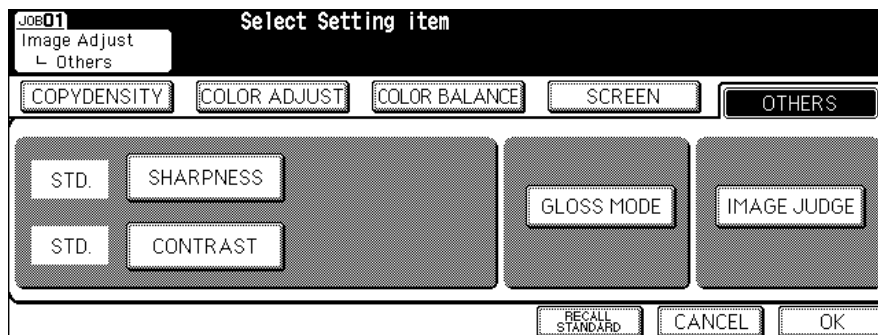 JOB01
Select Setting item
Image Adjust
Others
COPYDENSITY
COLOR ADJUST
COLOR BALANCE
SCREEN
OTHERS
STD.
SHARPNESS
GLOSS MODE
IMAGE JUDGE
STD.
CONTRAST
RECALL
STANDARD
CANCEL
OK